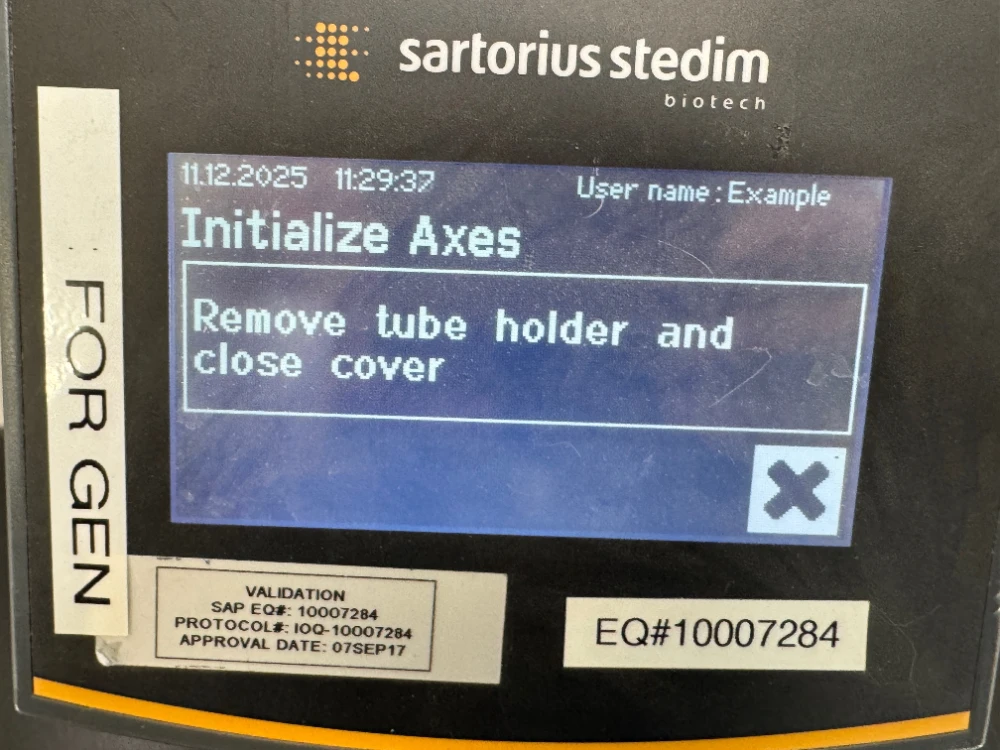 sartorius stedim
biotech
11.12.2025 11:29:37 User name : Example
Initialize Axes
Remove tube holder and
close cover
FOR GEN
VALIDATION
SAP EQ#: 10007284
PROTOCOL#: IOQ-10007284
APPROVAL DATE: 07SEP17
EQ#10007284